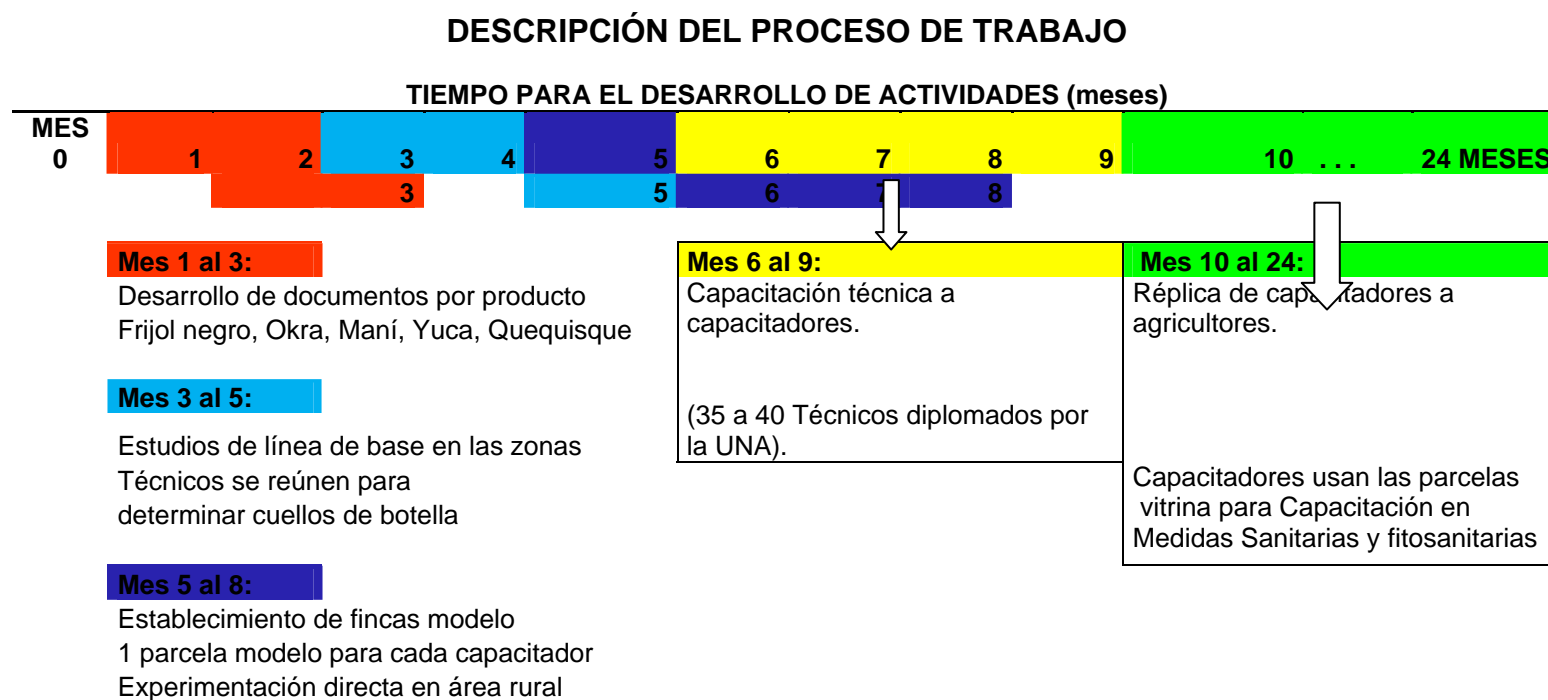 DESCRIPCIÓN DEL PROCESO DE TRABAJO
TIEMPO PARA EL DESARROLLO DE ACTIVIDADES (meses)
MES
0 1 2 3 4 5 6 7 8 9 10 . . . 24 MESES
3 5 6 7 8
Mes 1 al 3:
Desarrollo de documentos por producto
Frijol negro, Okra, Maní, Yuca, Quequisque
Mes 3 al 5:
Estudios de línea de base en las zonas
Técnicos se reúnen para
determinar cuellos de botella
Mes 5 al 8:
Establecimiento de fincas modelo
1 parcela modelo para cada capacitador
Experimentación directa en área rural
Mes 6 al 9:
Capacitación técnica a
capacitadores.
(35 a 40 Técnicos diplomados por
la UNA).
Mes 10 al 24:
Réplica de capacitadores a
agricultores.
Capacitadores usan las parcelas
vitrina para Capacitación en
Medidas Sanitarias y fitosanitarias